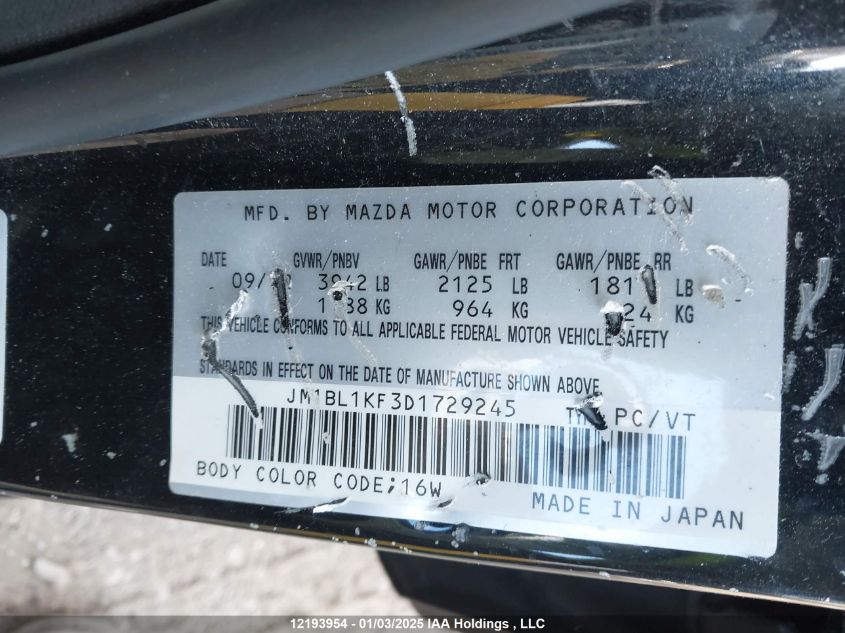 MFD. BY MAZDA MOTOR CORPORATION
DATE GVWR/PNBV GAWR/PNBE FRT GAWR/PNBE RR
09/ LB 2125 LB LB
KG 964 KG KG
THIS VEHICLE CONFORMS TO ALL APPLICABLE FEDERAL MOTOR VEHICLE SAFETY
STANDARDS IN EFFECT ON THE DATE OF MANUFACTURE SHOWN ABOVE
JM1BL1KF3D1729245 PC/VT
BODY COLOR CODE;16W
MADE IN JAPAN
12193954 - 01/03/2025 IAA Holdings , LLC